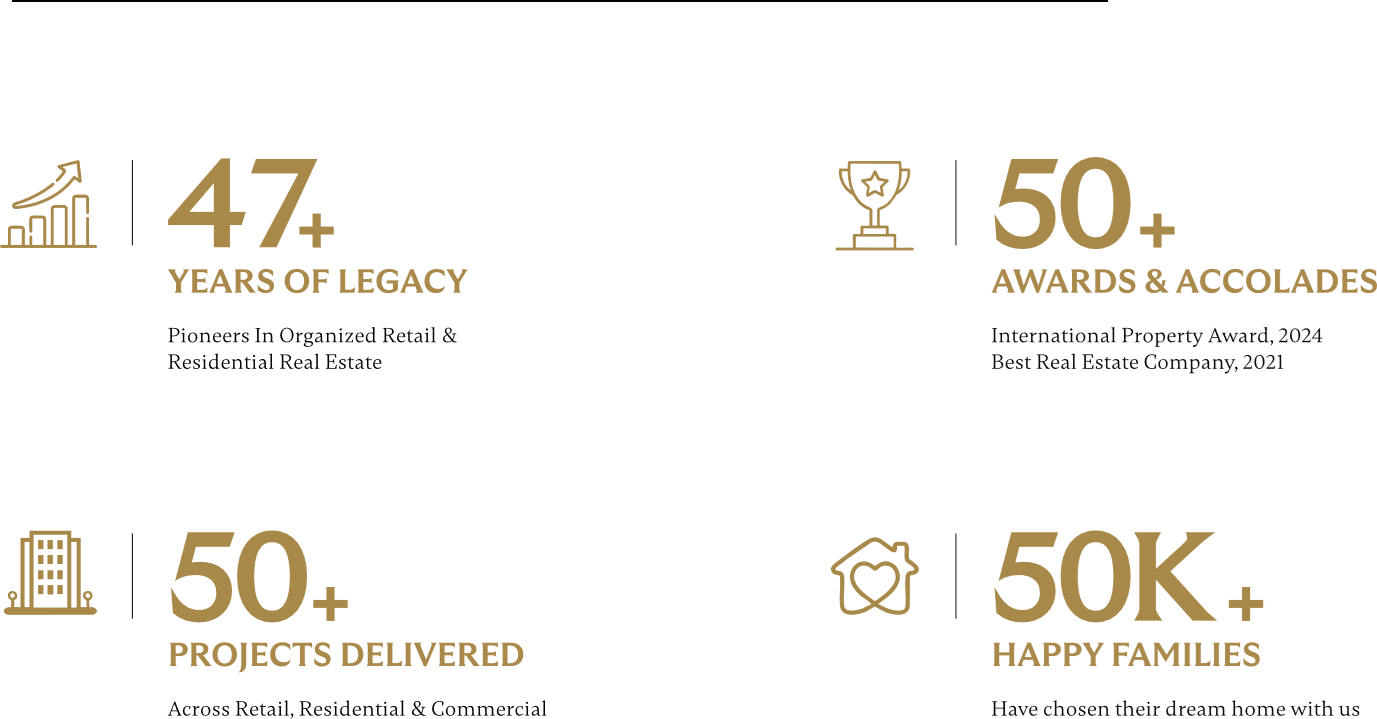 47+
YEARS OF LEGACY
Pioneers In Organized Retail &
Residential Real Estate
50+
AWARDS & ACCOLADES
International Property Award, 2024
Best Real Estate Company, 2021
50+
PROJECTS DELIVERED
Across Retail, Residential & Commercial
50K+
HAPPY FAMILIES
Have chosen their dream home with us